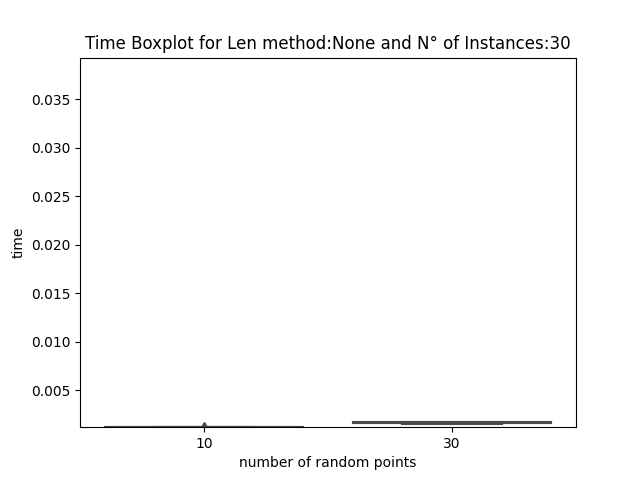 Time Boxplot for Len method:None and N° of Instances:30
0.035
0.030
0.025
0.020
0.015
0.010
0.005
time
10 30
number of random points